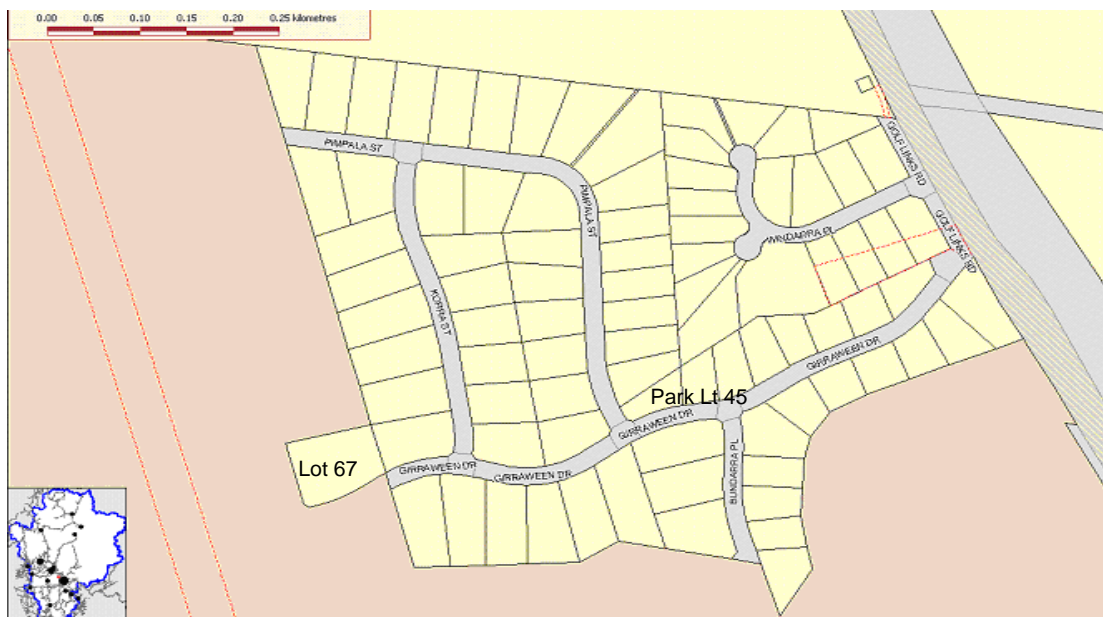 0.00 0.05 0.10 0.15 0.20 0.25 kilometres
PIMPALA ST
GOLF LINKS RD
PIMPALA ST
GOLF LINKS RD
WINDARRA PL
KORRA ST
GIRRAWEEN DR
Park Lt 45
GIRRAWEEN DR
Lot 67
GIRRAWEEN DR
GIRRAWEEN DR
BUNDARRA PL